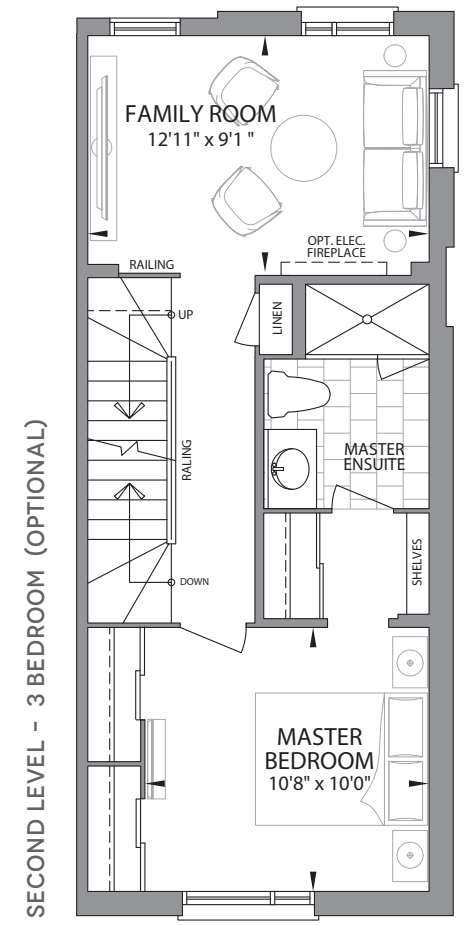 FAMILY ROOM
12'11" x 9'1 "
OPT. ELEC.
FIREPLACE
RAILING
UP
LINEN
RAILING
MASTER
ENSUITE
SHELVES
DOWN
MASTER
BEDROOM
10'8" x 10'0"
SECOND LEVEL - 3 BEDROOM (OPTIONAL)